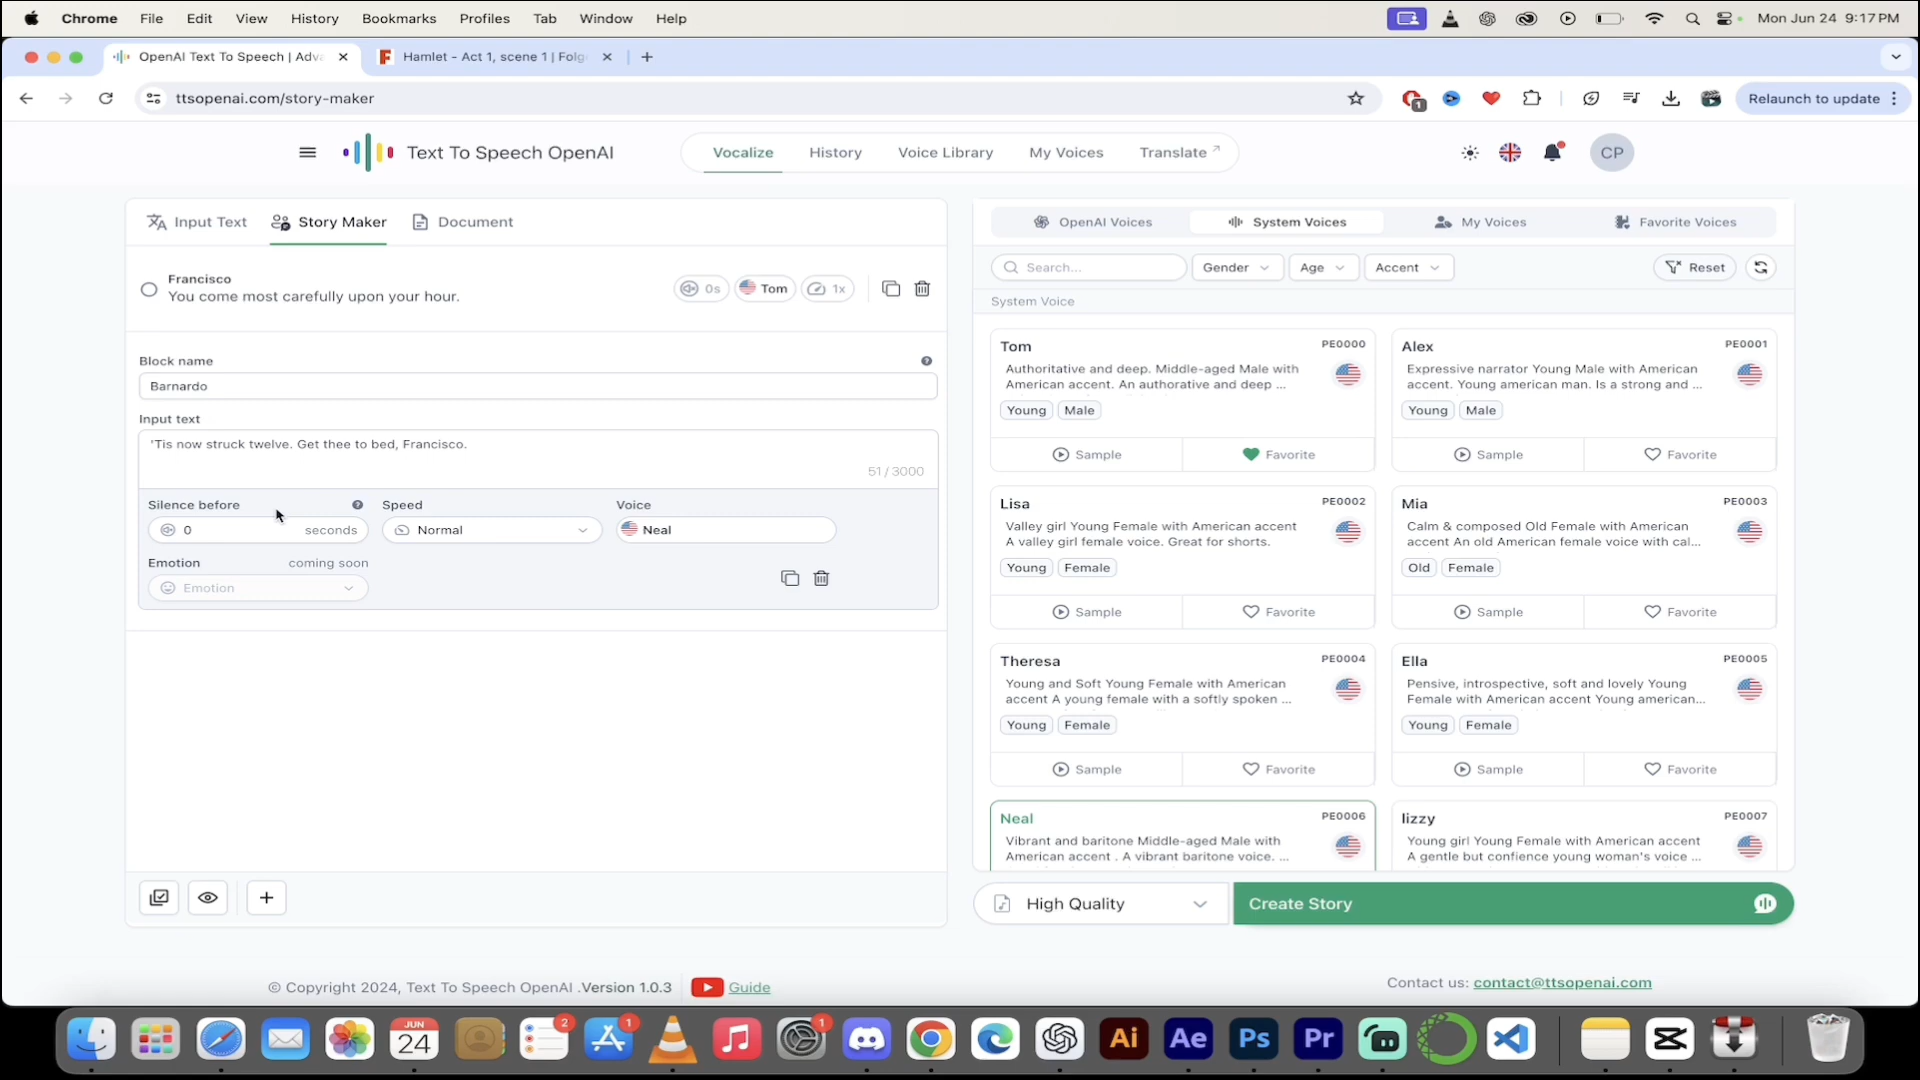 Chrome File Edit View History Bookmarks Profiles Tab Window Help Mon Jun 24 9:17 PM
OpenAI Text To Speech | Adva Hamlet - Act 1, scene 1 | Folg
ttsopenai.com/story-maker 1 Relaunch to update
Text To Speech OpenAI Vocalize History Voice Library My Voices Translate CP
Input Text Story Maker Document
OpenAI Voices System Voices My Voices Favorite Voices
Francisco
You come most carefully upon your hour.
0s Tom 1x
Search... Gender Age Accent Reset
System Voice
Block name
Barnardo
Input text
'Tis now struck twelve. Get thee to bed, Francisco.
51 / 3000
Silence before Speed Voice
0 seconds Normal Neal
Emotion coming soon
Emotion
Tom PE0000
Authoritative and deep. Middle-aged Male with
American accent. An authorative and deep ...
Young Male
Sample Favorite
Alex PE0001
Expressive narrator Young Male with American
accent. Young american man. Is a strong and ...
Young Male
Sample Favorite
Lisa PE0002
Valley girl Young Female with American accent
A valley girl female voice. Great for shorts.
Young Female
Sample Favorite
Mia PE0003
Calm & composed Old Female with American
accent An old American female voice with cal...
Old Female
Sample Favorite
Theresa PE0004
Young and Soft Young Female with American
accent A young female with a softly spoken ...
Young Female
Sample Favorite
Ella PE0005
Pensive, introspective, soft and lovely Young
Female with American accent Young american...
Young Female
Sample Favorite
Neal PE0006
Vibrant and baritone Middle-aged Male with
American accent . A vibrant baritone voice. ...
lizzy PE0007
Young girl Young Female with American accent
A gentle but confience young woman's voice ...
High Quality Create Story
© Copyright 2024, Text To Speech OpenAI .Version 1.0.3 Guide
Contact us: contact@ttsopenai.com
JUN
24
2
1
1
Ai Ae Ps Pr